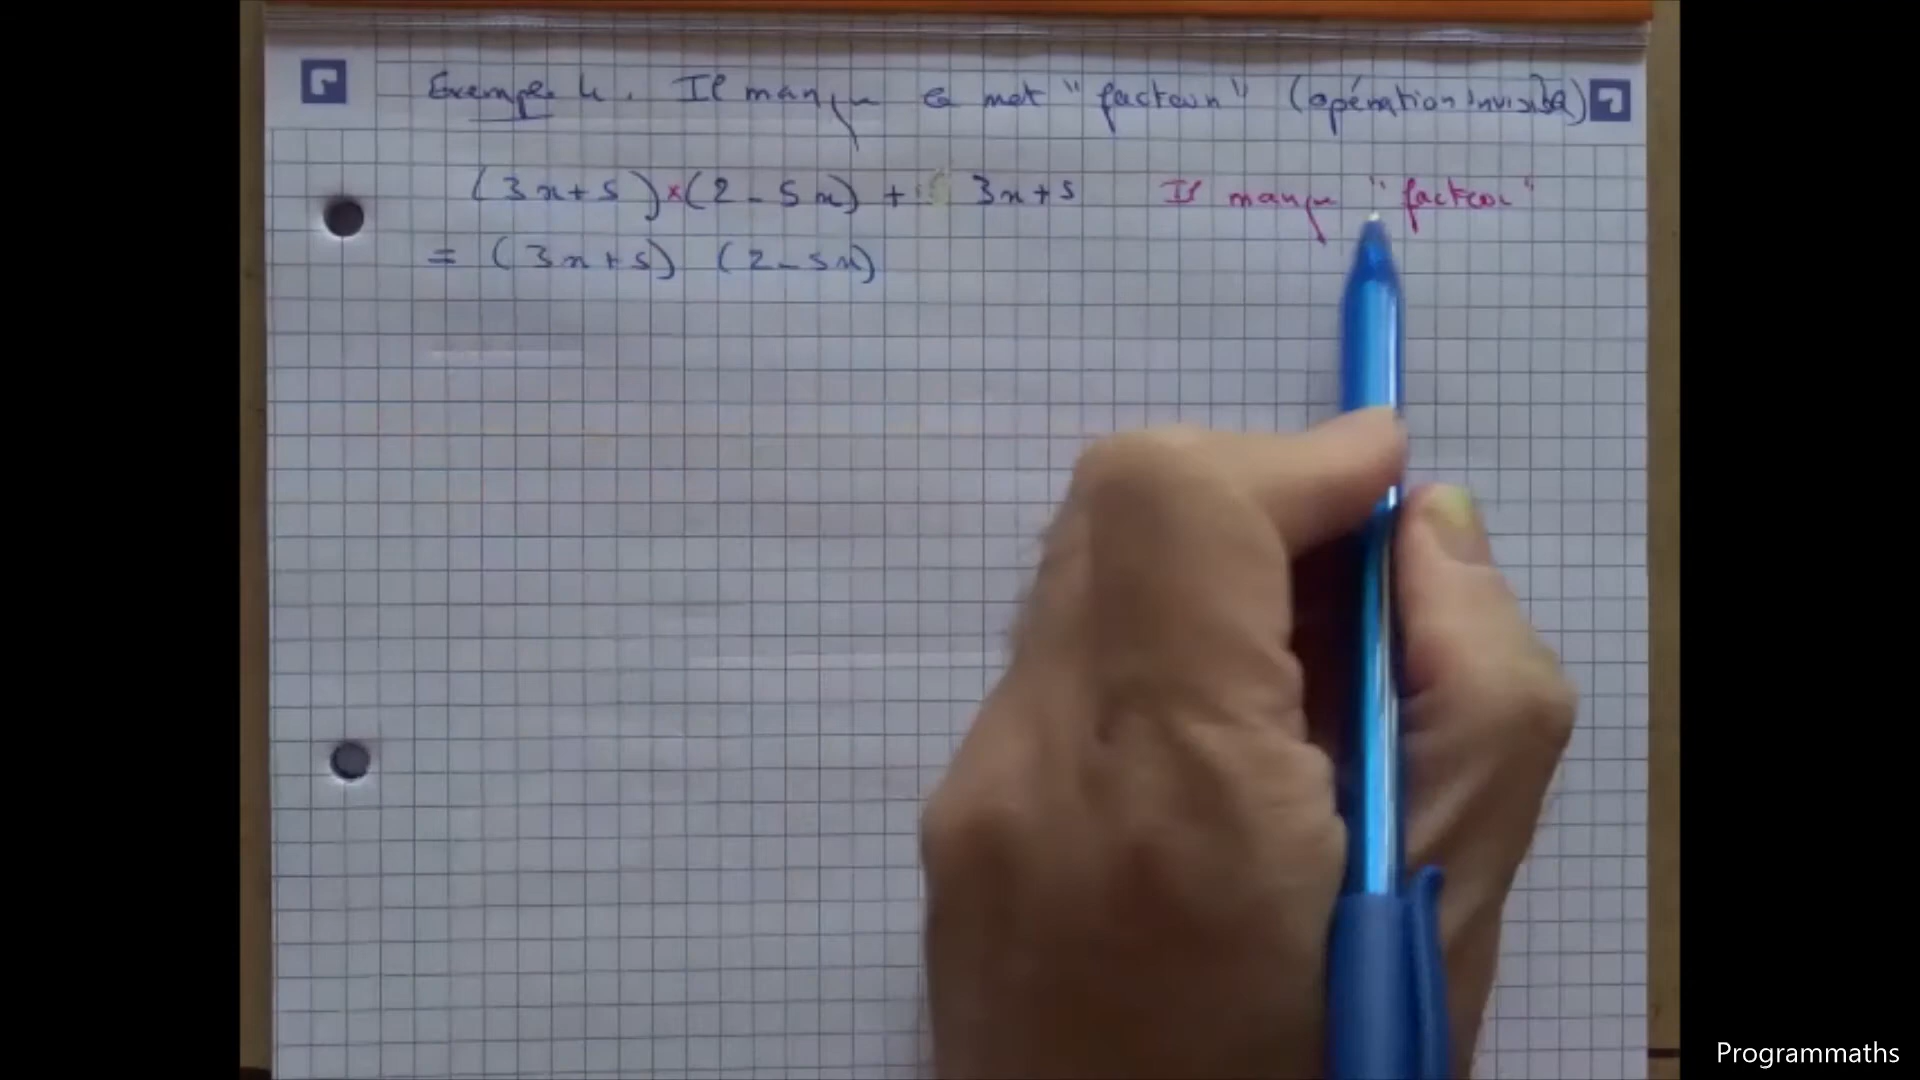 Exemple 4. Il manque le mot "facteur" (opération invisible)
(3x+5)×(2-5x) + 3x+5 Il manque "facteur"
= (3x+5) (2-5x)
Programmaths